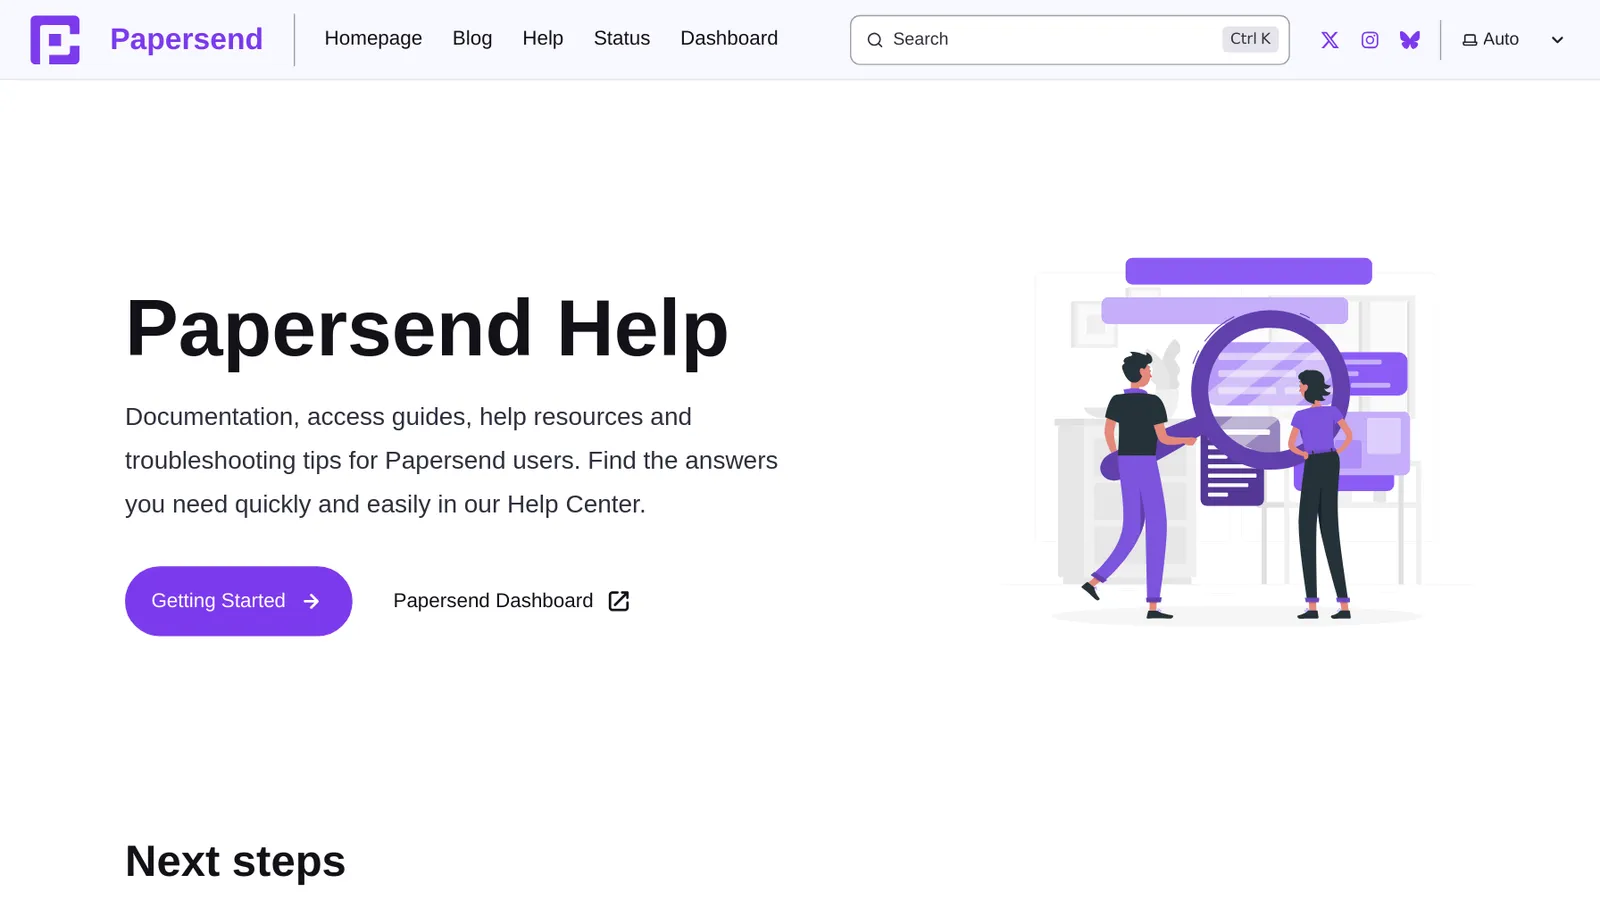 Papersend
Homepage Blog Help Status Dashboard
Search Ctrl K
Auto
Papersend Help
Documentation, access guides, help resources and
troubleshooting tips for Papersend users. Find the answers
you need quickly and easily in our Help Center.
Getting Started
Papersend Dashboard
Next steps